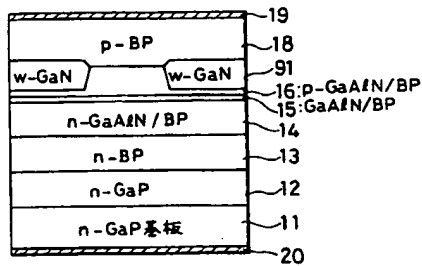 19
p-BP
18
w-GaN
w-GaN
91
16:p-GaAlN/BP
15:GaAlN/BP
n-GaAlN/BP
14
n-BP
13
n-GaP
12
n-GaP基板
11
20